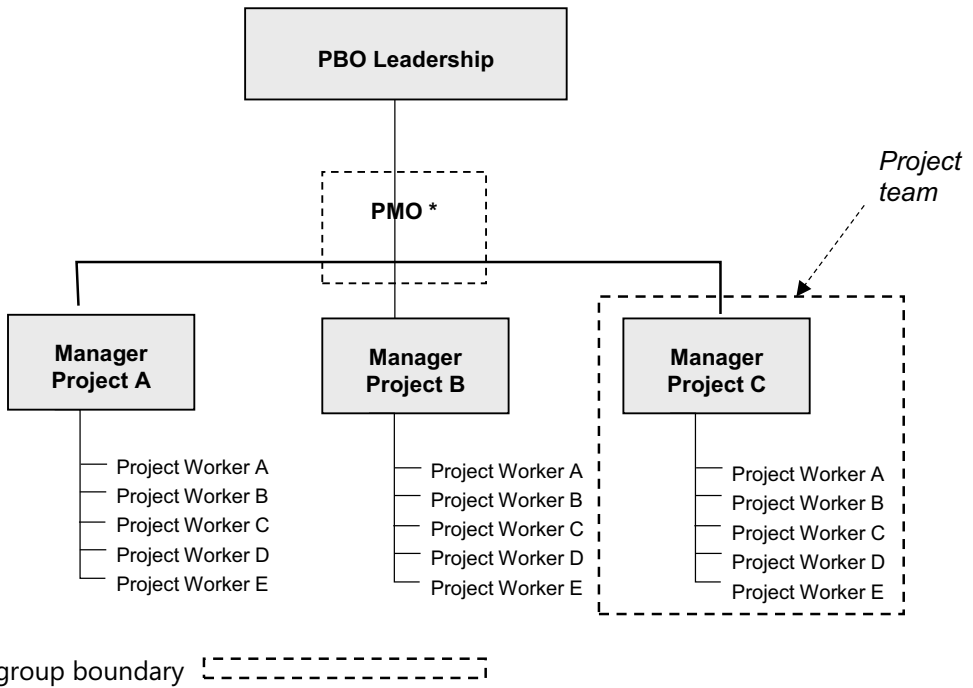 PBO Leadership
PMO *
Project
team
Manager
Project A
Manager
Project B
Manager
Project C
Project Worker A
Project Worker B
Project Worker C
Project Worker D
Project Worker E
Project Worker A
Project Worker B
Project Worker C
Project Worker D
Project Worker E
Project Worker A
Project Worker B
Project Worker C
Project Worker D
Project Worker E
group boundary